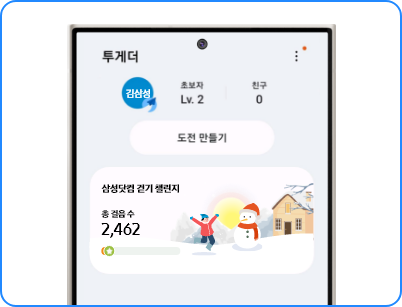 투게더
김삼성
초보자
Lv. 2
친구
0
도전 만들기
삼성닷컴 걷기 챌린지
총 걸음 수
2,462